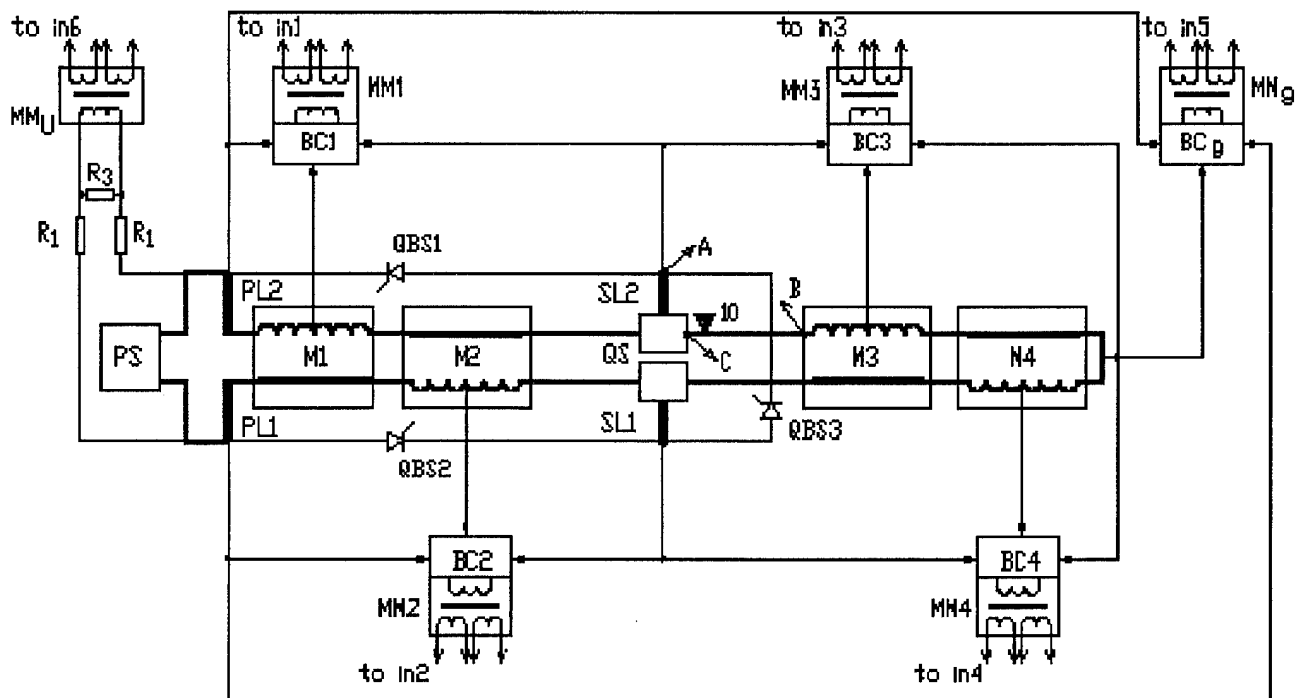 to in6
to in1
to in3
to in5
MMU
MM1
MM3
MNg
BC1
BC3
BCg
R3
R1
R1
QBS1
A
PL2
SL2
B
10
PS
M1
M2
QS
C
M3
N4
PL1
SL1
QBS3
QBS2
BC2
BC4
MN2
MN4
to in2
to in4